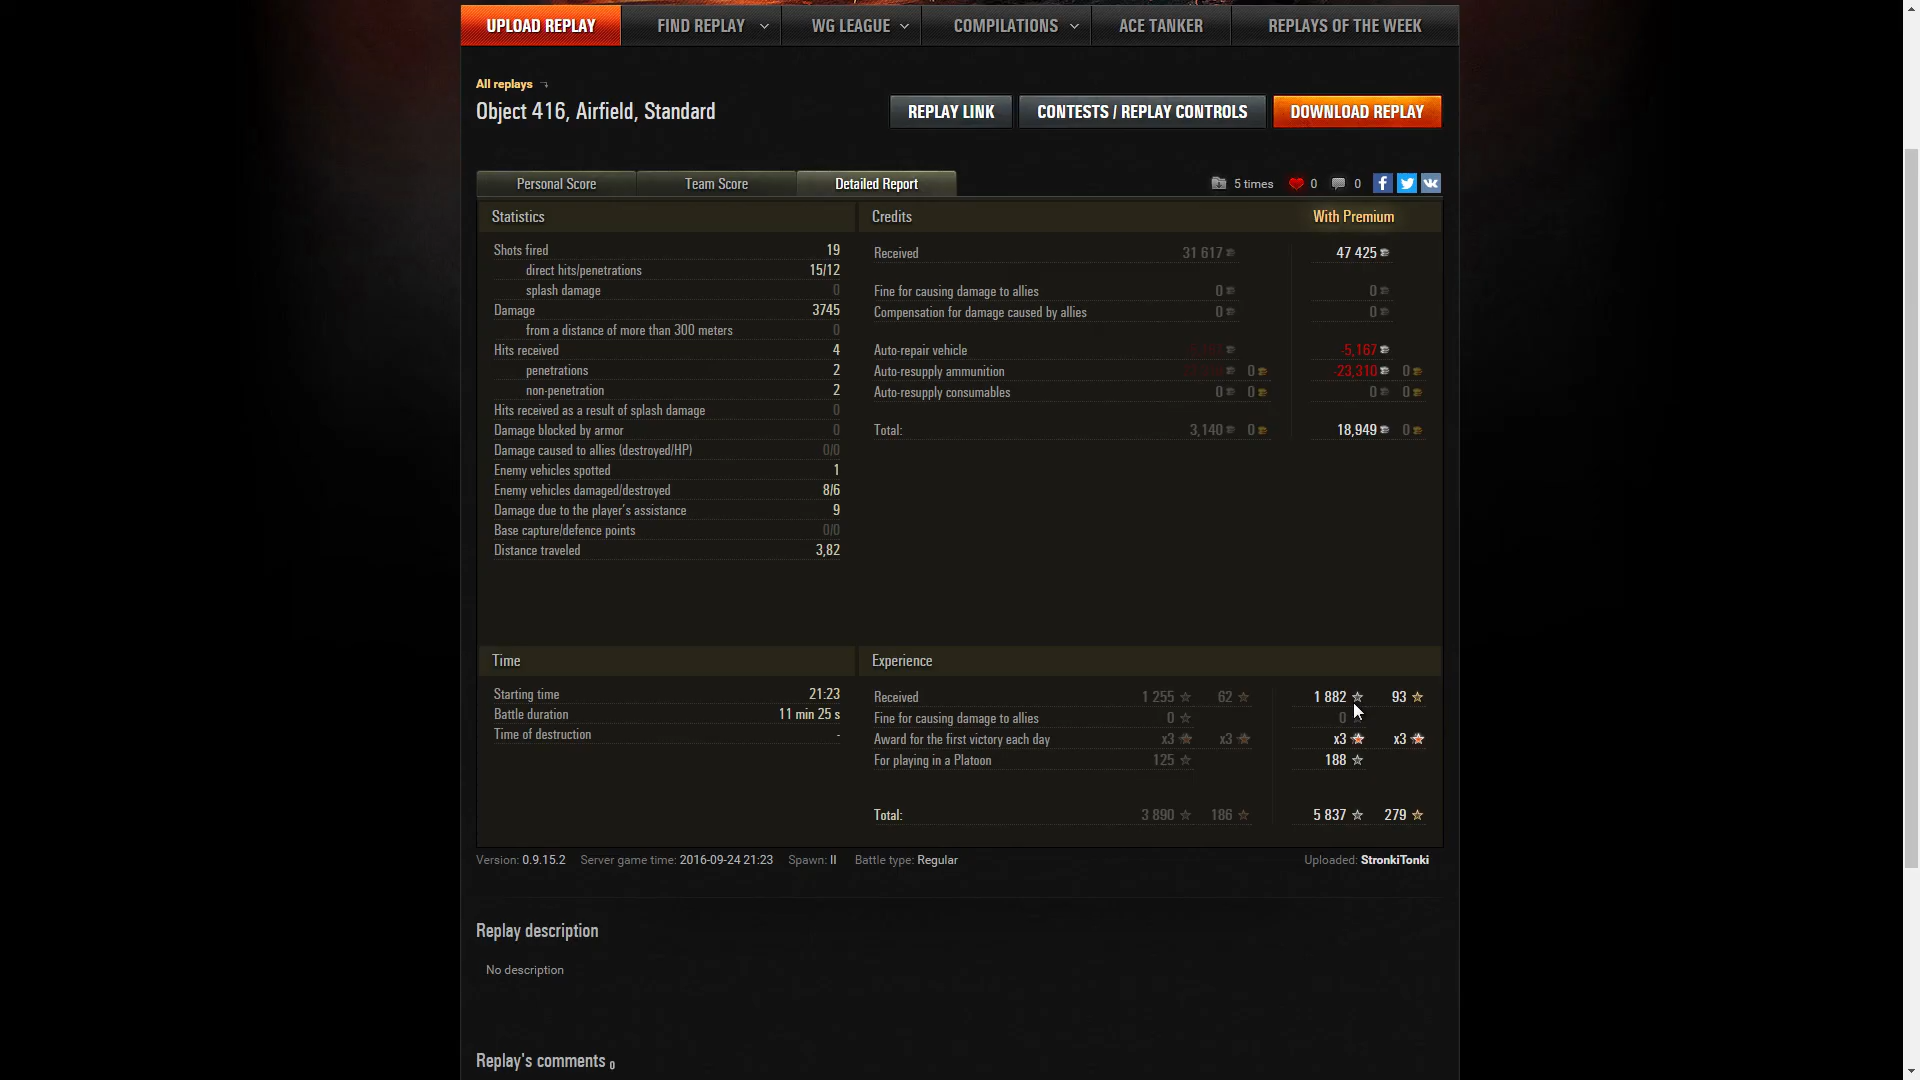 UPLOAD REPLAY FIND REPLAY WG LEAGUE COMPILATIONS ACE TANKER REPLAYS OF THE WEEK
All replays
Object 416, Airfield, Standard
REPLAY LINK CONTESTS / REPLAY CONTROLS DOWNLOAD REPLAY
Personal Score Team Score Detailed Report 5 times 0 0
Statistics
Shots fired 19
direct hits/penetrations 15/12
splash damage 0
Damage 3745
from a distance of more than 300 meters 0
Hits received 4
penetrations 2
non-penetration 2
Hits received as a result of splash damage 0
Damage blocked by armor 0
Damage caused to allies (destroyed/HP) 0/0
Enemy vehicles spotted 1
Enemy vehicles damaged/destroyed 8/6
Damage due to the player's assistance 9
Base capture/defence points 0/0
Distance traveled 3,82
Credits With Premium
Received 31 617 47 425
Fine for causing damage to allies 0 0
Compensation for damage caused by allies 0 0
Auto-repair vehicle -5,167
Auto-resupply ammunition 0 -23,310 0
Auto-resupply consumables 0 0 0 0
Total: 3,140 0 18,949 0
Time
Starting time 21:23
Battle duration 11 min 25 s
Time of destruction -
Experience
Received 1 255 62 1 882 93
Fine for causing damage to allies 0 0
Award for the first victory each day x3 x3 x3 x3
For playing in a Platoon 125 188
Total: 3 890 186 5 837 279
Version: 0.9.15.2 Server game time: 2016-09-24 21:23 Spawn: II Battle type: Regular Uploaded: StronkiTonki
Replay description
No description
Replay's comments 0